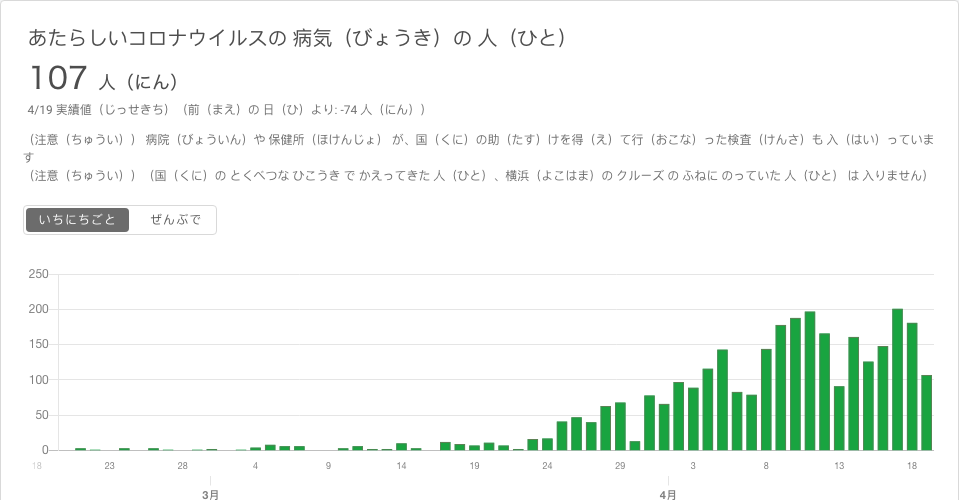 あたらしいコロナウイルスの 病気（びょうき）の 人（ひと）
107 人（にん）
4/19 実績値（じっせきち）（前（まえ）の 日（ひ）より: -74 人（にん））
（注意（ちゅうい）） 病院（びょういん）や 保健所（ほけんじょ） が、国（くに）の助（たす）けを得（え）て行（おこな）った検査（けんさ）も 入（はい）っていま
す
（注意（ちゅうい））（国（くに）の とくべつな ひこうき で かえってきた 人（ひと）、横浜（よこはま）の クルーズ の ふねに のっていた 人（ひと） は 入りません）
いちにちごと ぜんぶで
250
200
150
100
50
0
18 23 28 4 9 14 19 24 29 3 8 13 18
3月 4月